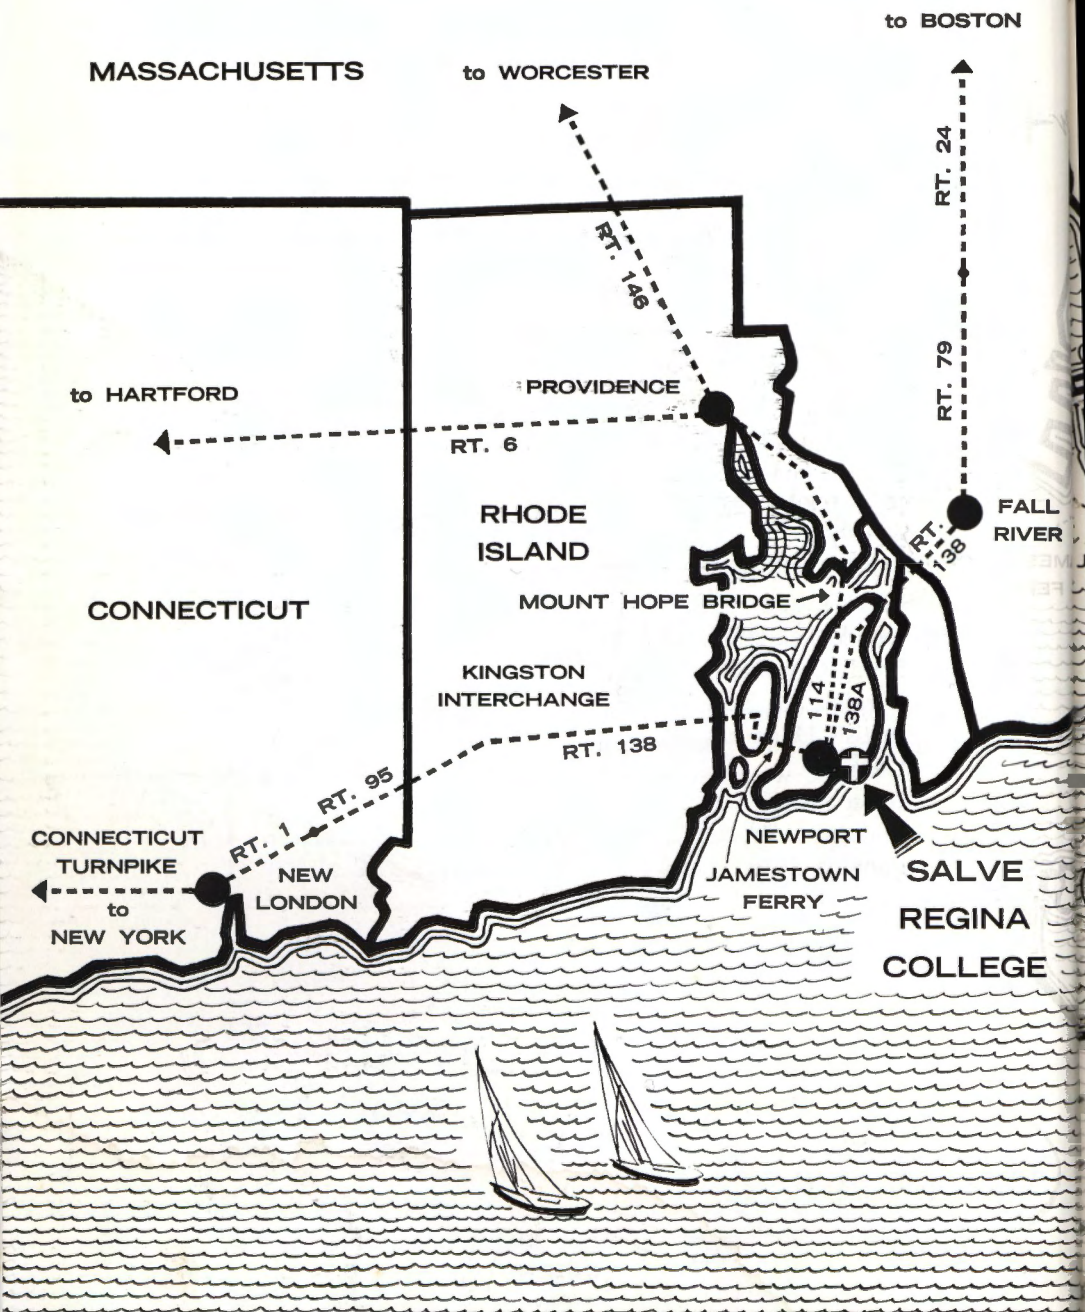 to BOSTON
MASSACHUSETTS
to WORCESTER
RT. 24
RT. 146
RT. 79
to HARTFORD
PROVIDENCE
RT. 6
FALL
RIVER
RT.
138
RHODE
ISLAND
CONNECTICUT
MOUNT HOPE BRIDGE
KINGSTON
INTERCHANGE
114
138A
RT. 138
RT. 95
RT. 1
CONNECTICUT
TURNPIKE
to
NEW YORK
NEW
LONDON
NEWPORT
JAMESTOWN
FERRY
SALVE
REGINA
COLLEGE